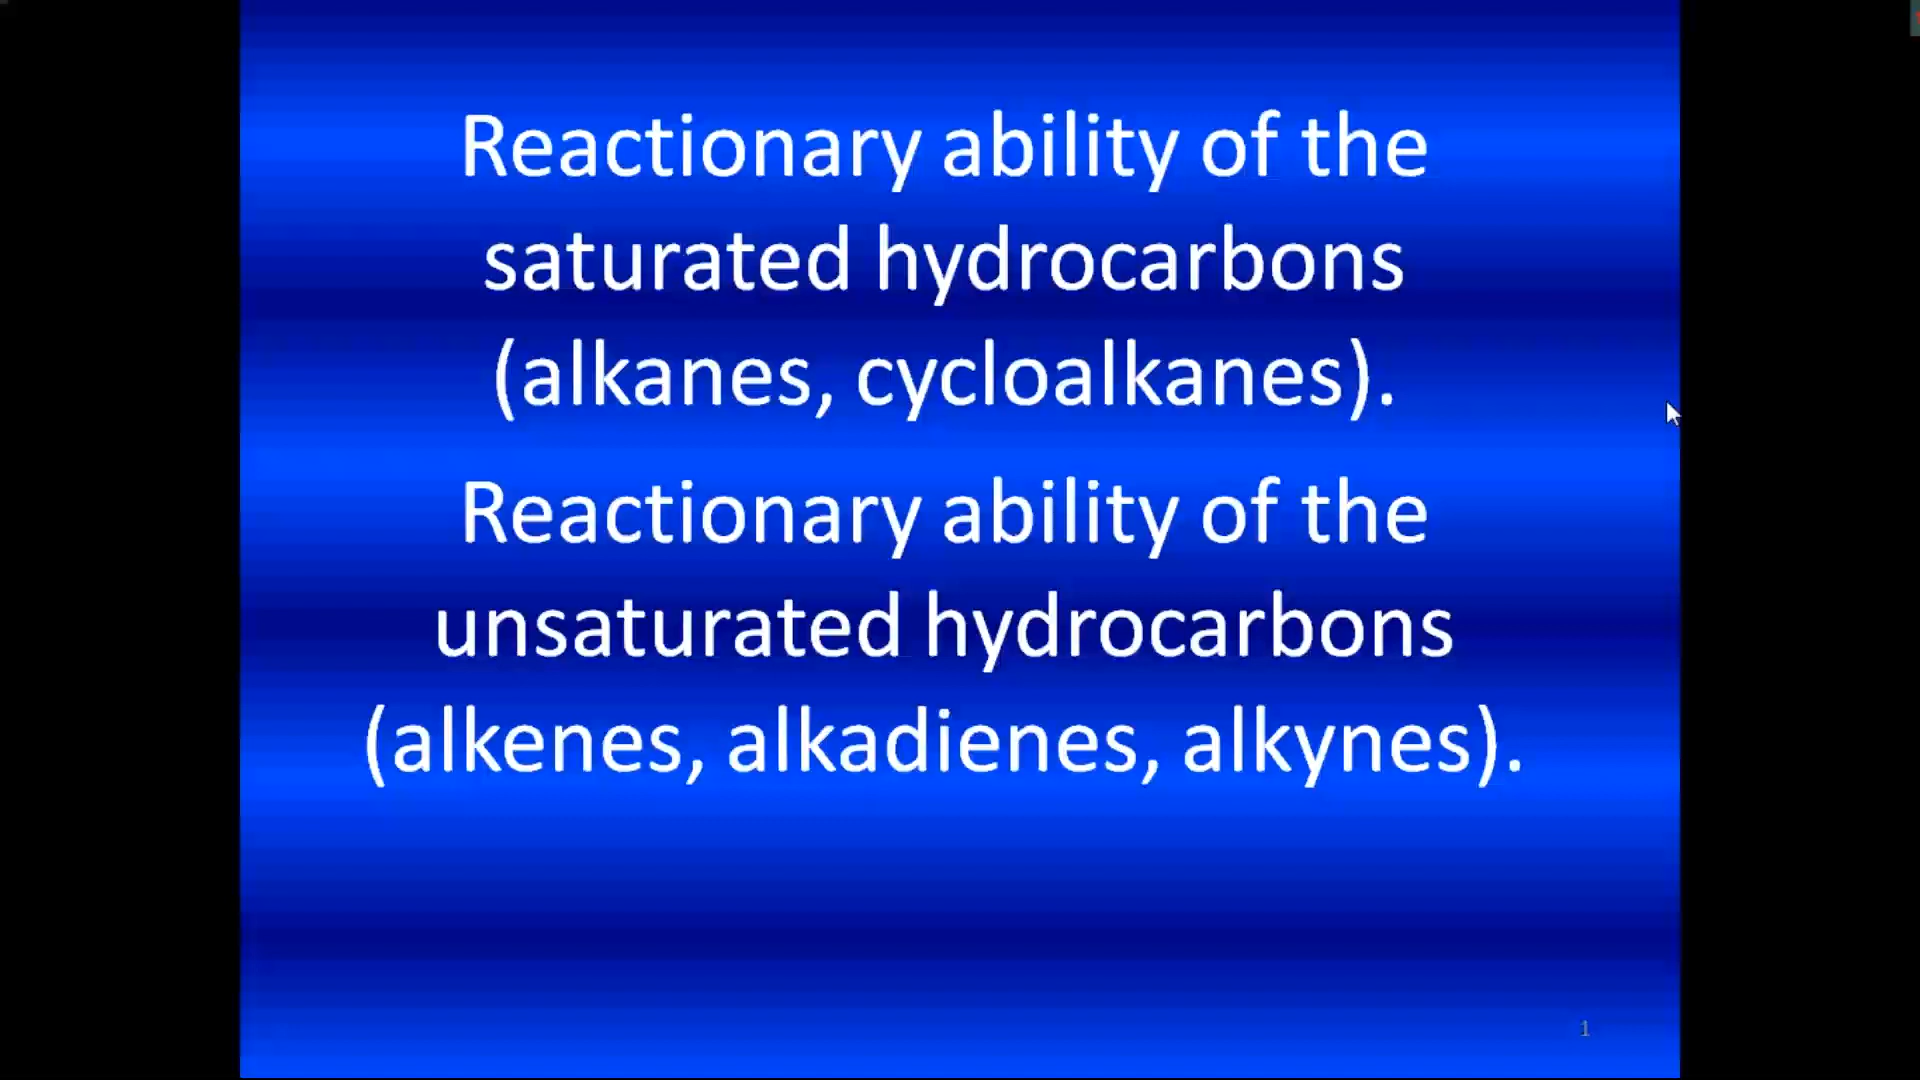 Reactionary ability of the
saturated hydrocarbons
(alkanes, cycloalkanes).
Reactionary ability of the
unsaturated hydrocarbons
(alkenes, alkadienes, alkynes).
1